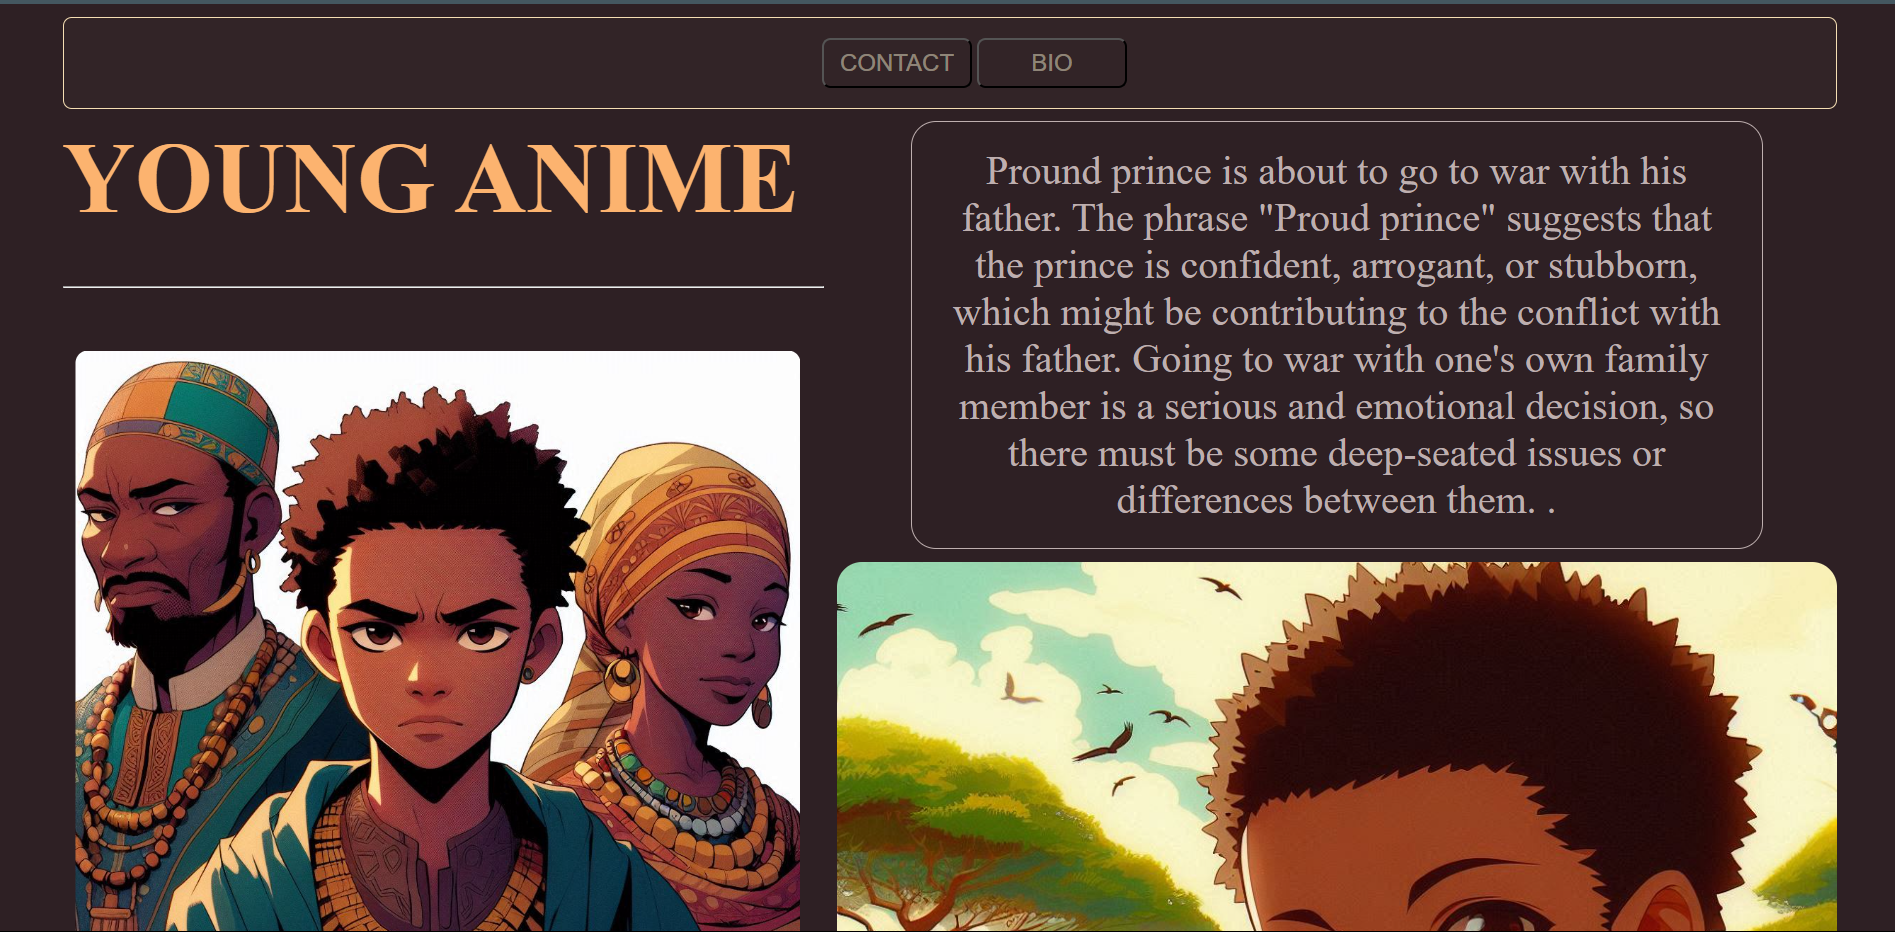 CONTACT
BIO
YOUNG ANIME
Pround prince is about to go to war with his
father. The phrase "Proud prince" suggests that
the prince is confident, arrogant, or stubborn,
which might be contributing to the conflict with
his father. Going to war with one's own family
member is a serious and emotional decision, so
there must be some deep-seated issues or
differences between them. .